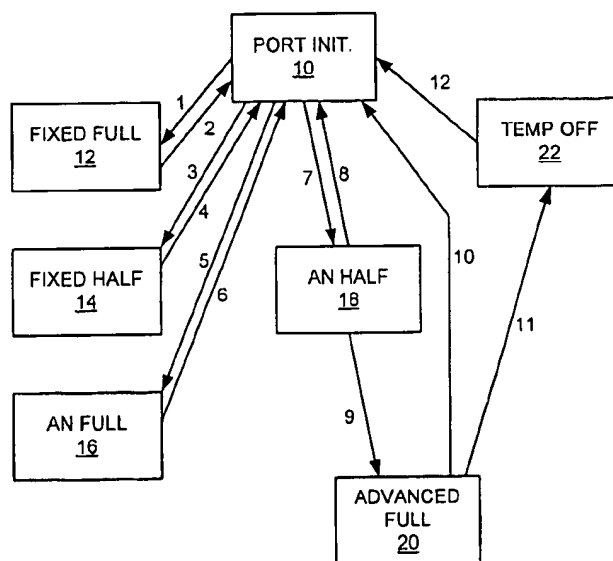 PORT INIT.
10
1
2
12
FIXED FULL
12
TEMP OFF
22
3
4
7
8
5
6
10
FIXED HALF
14
AN HALF
18
11
AN FULL
16
9
ADVANCED
FULL
20